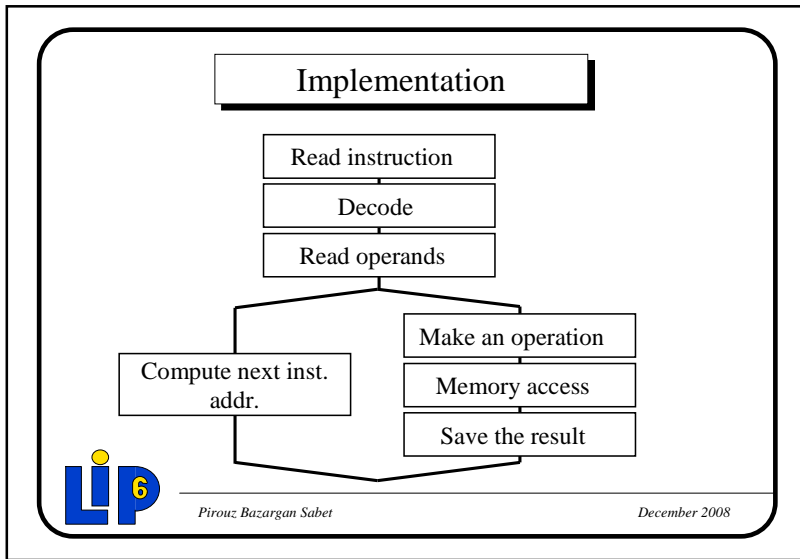 Implementation
Read instruction
Decode
Read operands
Make an operation
Compute next inst.
addr.
Memory access
Save the result
LIP6
Pirouz Bazargan Sabet
December 2008